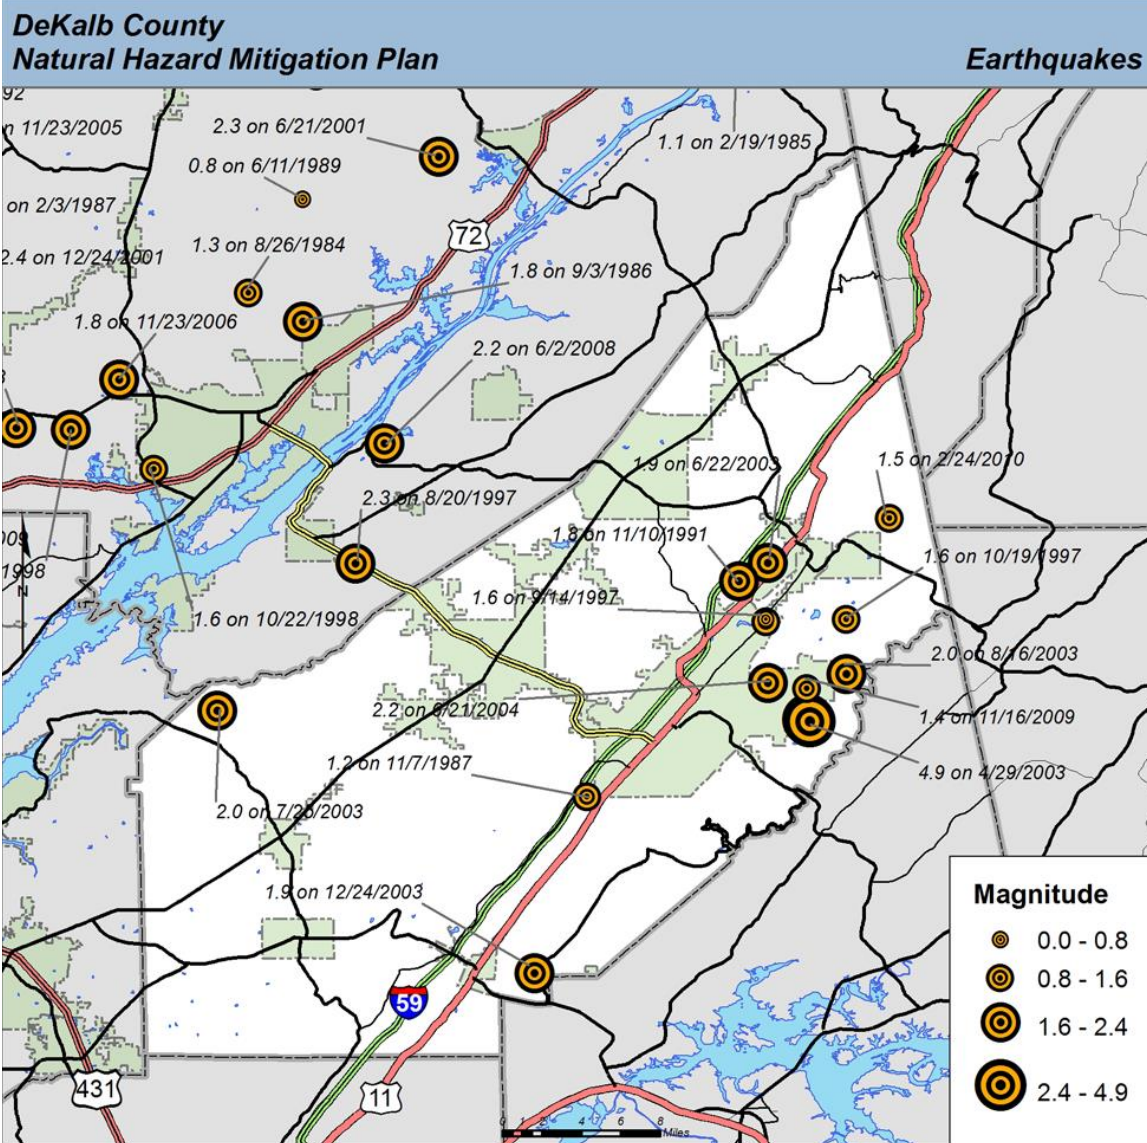 DeKalb County
Natural Hazard Mitigation Plan
Earthquakes
92
n 11/23/2005
2.3 on 6/21/2001
1.1 on 2/19/1985
0.8 on 6/11/1989
on 2/3/1987
72
1.3 on 8/26/1984
2.4 on 12/24/2001
1.8 on 9/3/1986
1.8 on 11/23/2006
2.2 on 6/2/2008
1.9 on 6/22/2003
1.5 on 2/24/2010
2.3 on 8/20/1997
1.8 on 11/10/1991
009
1.6 on 10/19/1997
1998
N
1.6 on 9/14/1997
1.6 on 10/22/1998
2.0 on 8/16/2003
2.2 on 6/21/2004
1.4 on 11/16/2009
1.2 on 11/7/1987
4.9 on 4/29/2003
1.9 on 12/24/2003
Magnitude
0.0 - 0.8
0.8 - 1.6
1.6 - 2.4
2.4 - 4.9
59
431
11
0 1 2 4 6 8
Miles